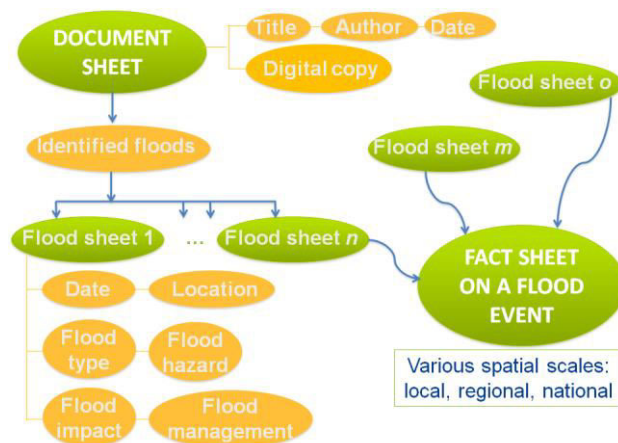 DOCUMENT
SHEET
Title
Author
Date
Digital copy
Flood sheet o
Identified floods
Flood sheet m
Flood sheet 1
...
Flood sheet n
FACT SHEET
ON A FLOOD
EVENT
Date
Location
Flood
type
Flood
hazard
Flood
impact
Flood
management
Various spatial scales:
local, regional, national